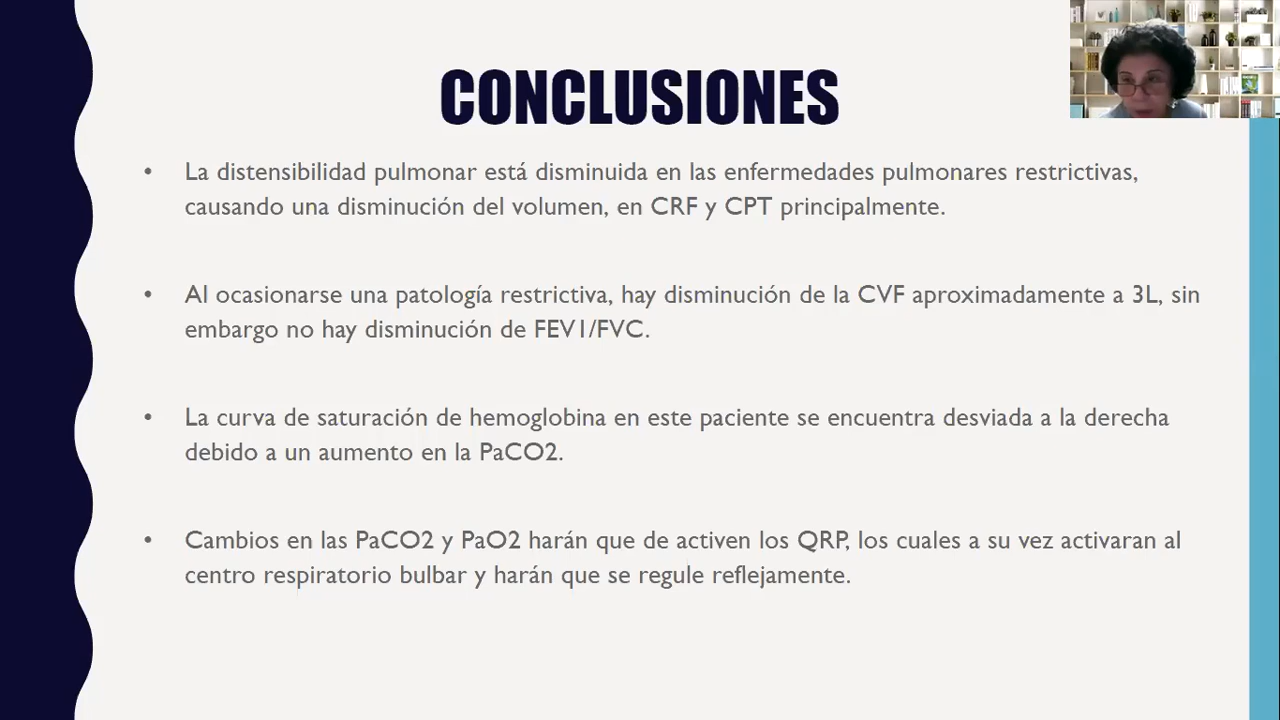 CONCLUSIONES
• La distensibilidad pulmonar está disminuida en las enfermedades pulmonares restrictivas,
causando una disminución del volumen, en CRF y CPT principalmente.
• Al ocasionarse una patología restrictiva, hay disminución de la CVF aproximadamente a 3L, sin
embargo no hay disminución de FEV1/FVC.
• La curva de saturación de hemoglobina en este paciente se encuentra desviada a la derecha
debido a un aumento en la PaCO2.
• Cambios en las PaCO2 y PaO2 harán que de activen los QRP, los cuales a su vez activaran al
centro respiratorio bulbar y harán que se regule reflejamente.